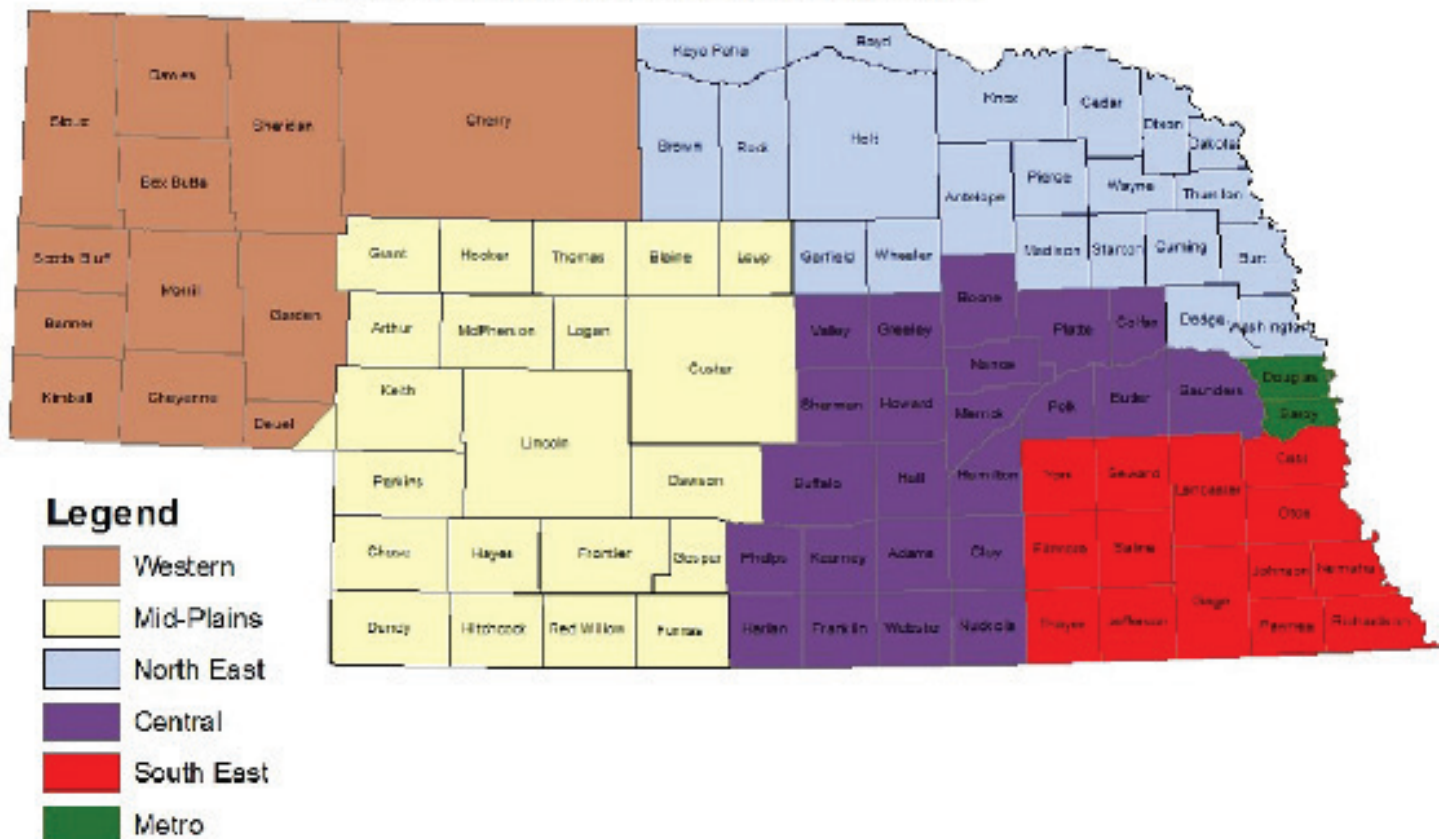 Keya Paha Boyd
Dawes Knox Cedar
Sioux Sheridan Cherry Dixon
Brown Rock Holt Dakota
Box Butte Pierce Wayne
Antelope Thurston
Scotts Bluff Grant Hooker Thomas Blaine Loup Garfield Wheeler Madison Stanton Cuming Burt
Morrill Boone
Banner Garden Arthur McPherson Logan Valley Greeley Platte Colfax Dodge Washington
Custer Nance Douglas
Kimball Cheyenne Keith Sherman Howard Merrick Polk Butler Saunders Sarpy
Deuel Lincoln
Perkins Dawson Buffalo Hall Hamilton York Seward Lancaster Cass
Otoe
Chase Hayes Frontier Gosper Phelps Kearney Adams Clay Fillmore Saline Johnson Nemaha
Gage
Dundy Hitchcock Red Willow Furnas Harlan Franklin Webster Nuckolls Thayer Jefferson Pawnee Richardson
Legend
Western
Mid-Plains
North East
Central
South East
Metro